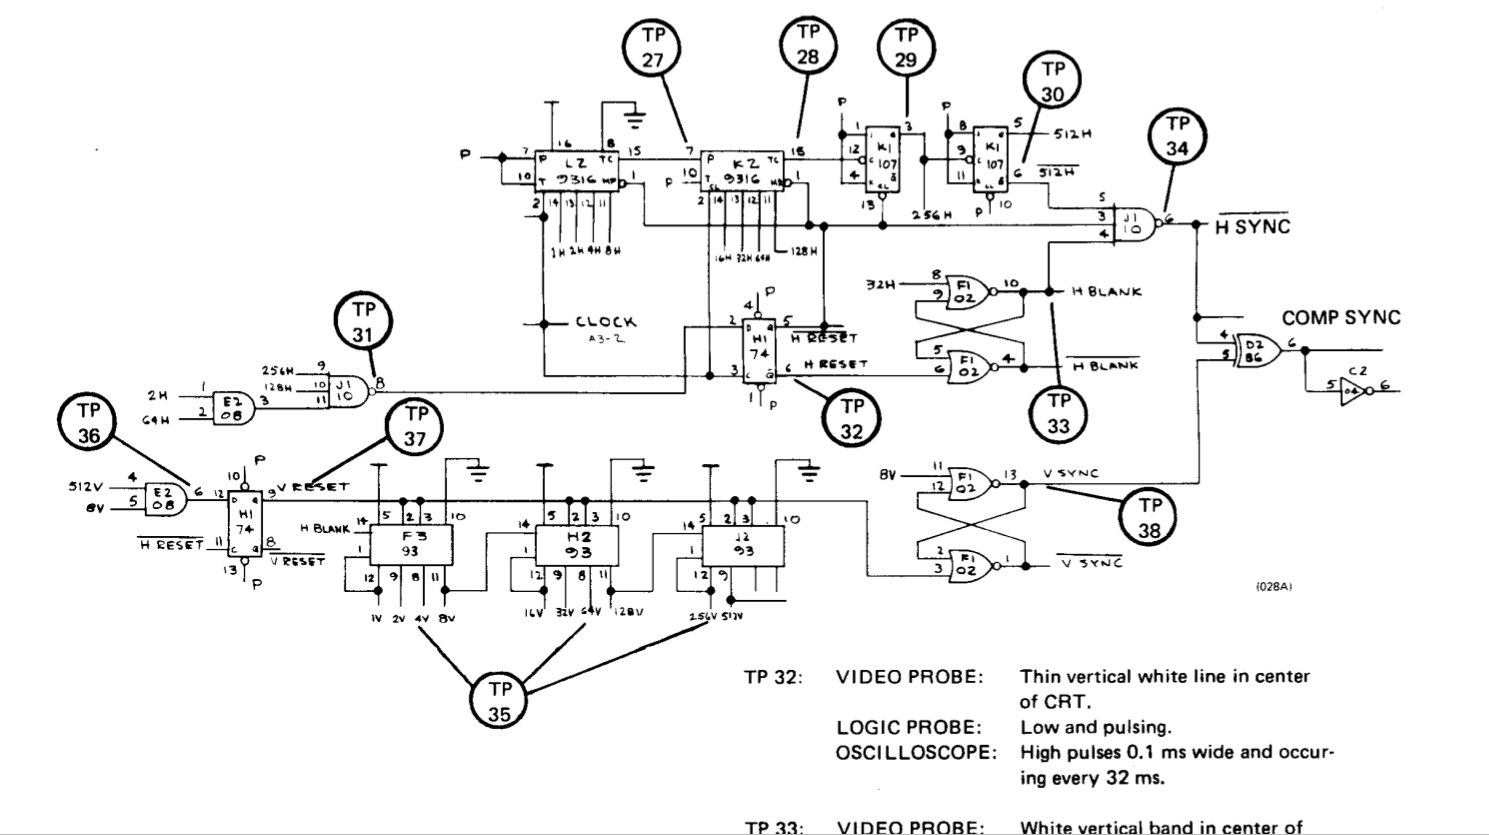 TP 27
TP 28
TP 29
TP 30
TP 34
P 7 P L2 9316 TC 15 16 8
10 T 2 14 13 12 11 1
1H 2H 4H 8H
7 P K2 9316 TC 15
P 10 T 2 14 13 12 11 1
16H 32H 64H 128H
P 1 12 4 K1 107 3 13
256H
P 8 9 11 K1 107 5 512H
6 512H
P 10
5 3 4 J1 10 6 H SYNC
32H 8 9 F1 02 10 H BLANK
5 6 F1 02 4 H BLANK
TP 31
CLOCK
A3-2
P 4
2 D Q 5 H RESET
H1 74
3 C Q 6 H RESET
1 P
COMP SYNC
4 5 D2 86 6
C2
5 04 6
256H 9
128H 10 J1 10 8
11
2H 1
64H 2 E2 08 3
TP 36
TP 37
TP 32
TP 33
512V 4
8V 5 E2 08 6
P 10
12 D Q 9 V RESET
H1 74
H RESET 11 C Q 8 V RESET
13 P
H BLANK 14 5 2 3 10 F3 93
1 12 9 8 11
1V 2V 4V 8V
14 5 2 3 10 H2 93
1 12 9 8 11
16V 32V 64V 128V
14 5 2 3 10 J2 93
1 12 9
256V 512V
8V 11 12 F1 02 13 V SYNC
2 3 F1 02 1 V SYNC
TP 38
TP 35
(028A)
TP 32: VIDEO PROBE: Thin vertical white line in center
of CRT.
LOGIC PROBE: Low and pulsing.
OSCILLOSCOPE: High pulses 0.1 ms wide and occur-
ing every 32 ms.
TP 33: VIDEO PROBE: White vertical band in center of